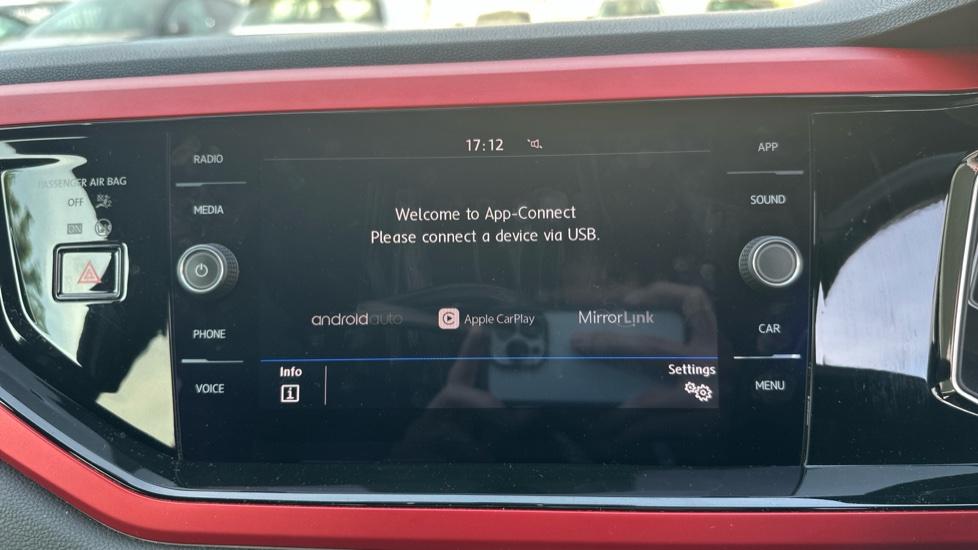 PASSENGER AIR BAG
OFF
ON
RADIO
MEDIA
PHONE
VOICE
17:12
Welcome to App-Connect
Please connect a device via USB.
androidauto
Apple CarPlay
MirrorLink
Info
Settings
APP
SOUND
CAR
MENU